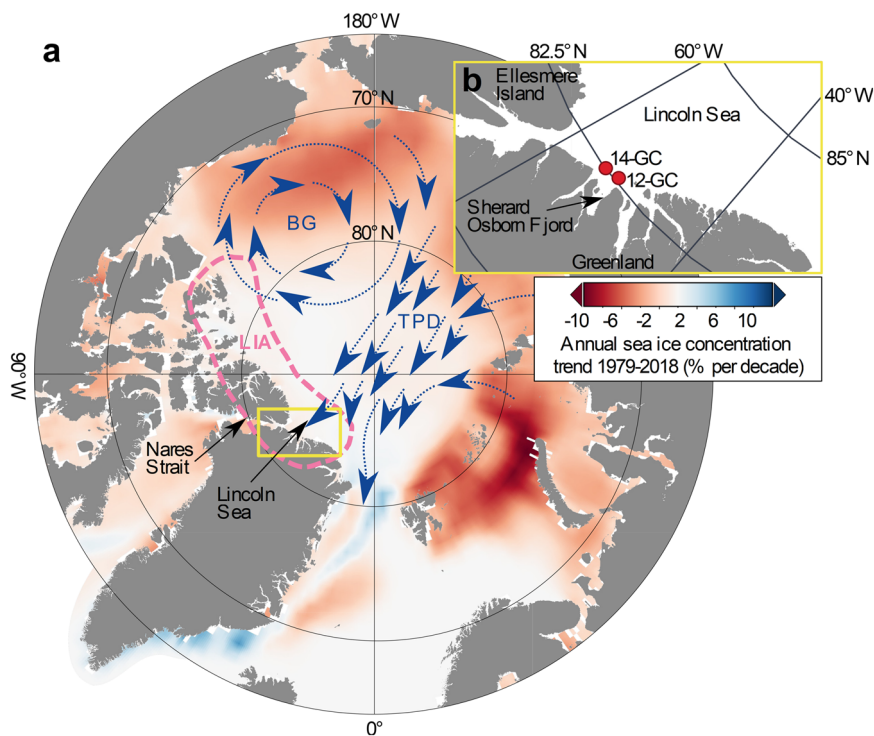 180°W
a
70°N
80°N
BG
TPD
LIA
90°W
Nares
Strait
Lincoln
Sea
0°
82.5°N
60°W
b
Ellesmere
Island
40°W
Lincoln Sea
85°N
14-GC
12-GC
Sherard
Osborn Fjord
Greenland
-10 -6 -2 2 6 10
Annual sea ice concentration
trend 1979-2018 (% per decade)